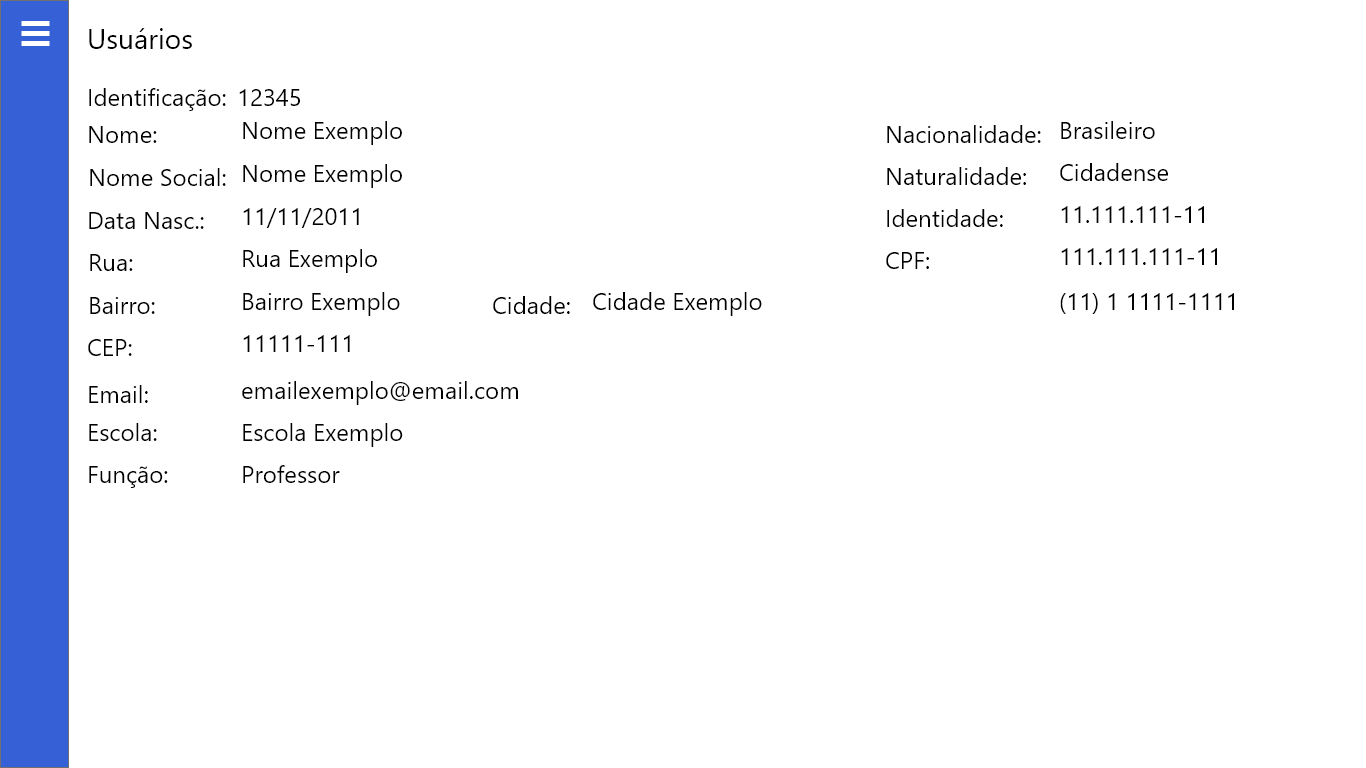 Usuários
Identificação: 12345
Nome: Nome Exemplo Nacionalidade: Brasileiro
Nome Social: Nome Exemplo Naturalidade: Cidadense
Data Nasc.: 11/11/2011 Identidade: 11.111.111-11
Rua: Rua Exemplo CPF: 111.111.111-11
Bairro: Bairro Exemplo Cidade: Cidade Exemplo (11) 1 1111-1111
CEP: 11111-111
Email: emailexemplo@email.com
Escola: Escola Exemplo
Função: Professor